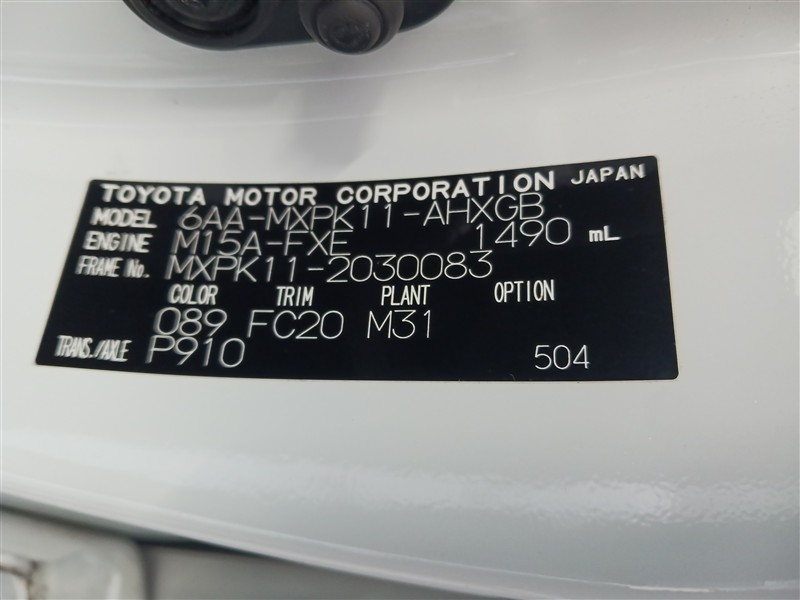 TOYOTA MOTOR CORPORATION JAPAN
MODEL 6AA-MXPK11-AHXGB
ENGINE M15A-FXE 1490 mL
FRAME No. MXPK11-2030083
COLOR TRIM PLANT OPTION
089 FC20 M31
TRANS./AXLE P910 504